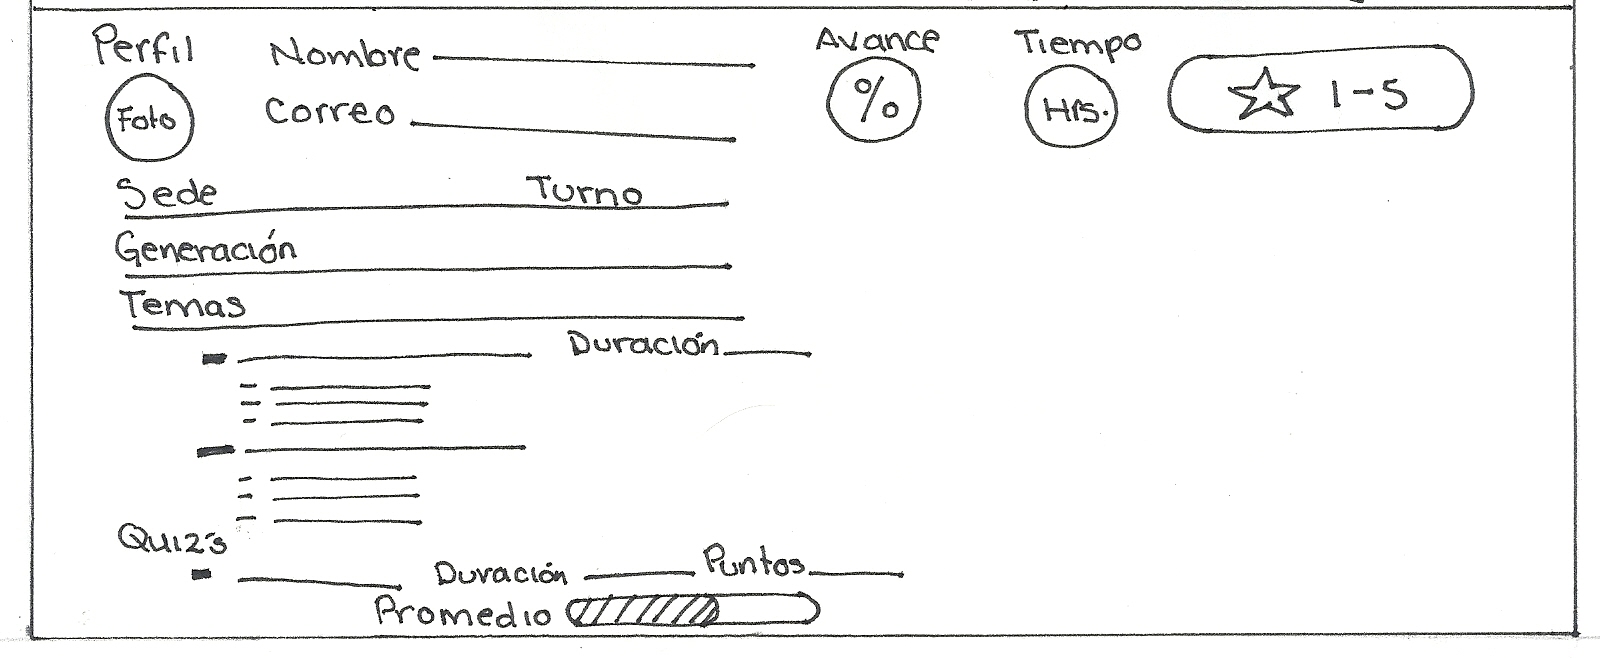 Perfil Nombre Avance Tiempo
Foto Correo % Hrs. 1-5
Sede Turno
Generación
Temas
Duración
Quiz's
Duración Puntos
Promedio